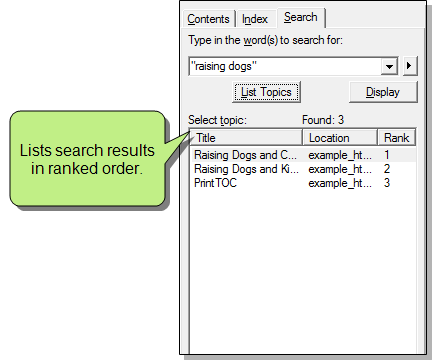 Contents Index Search
Type in the word(s) to search for:
"raising dogs"
List Topics Display
Select topic: Found: 3
Title Location Rank
Raising Dogs and C... example_ht... 1
Raising Dogs and Ki... example_ht... 2
PrintTOC example_ht... 3
Lists search results
in ranked order.